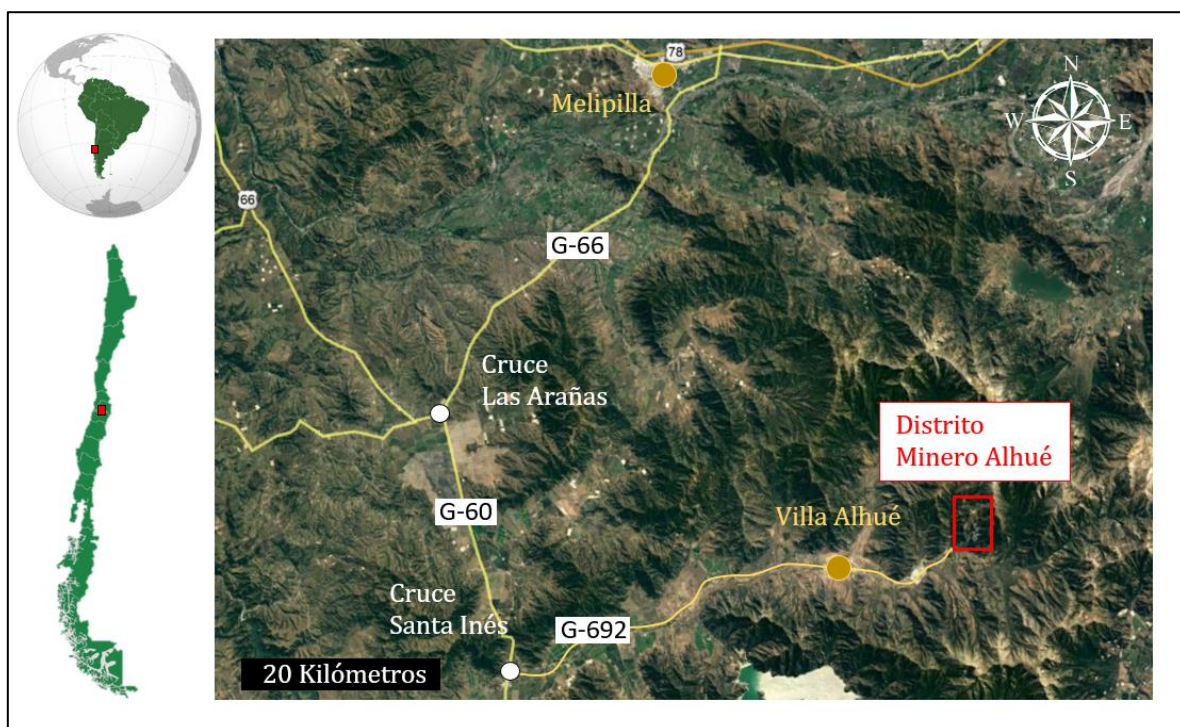 78
Melipilla
N
W E
S
66
G-66
Cruce
Las Arañas
Distrito
Minero Alhué
G-60
Villa Alhué
Cruce
Santa Inés
G-692
20 Kilómetros